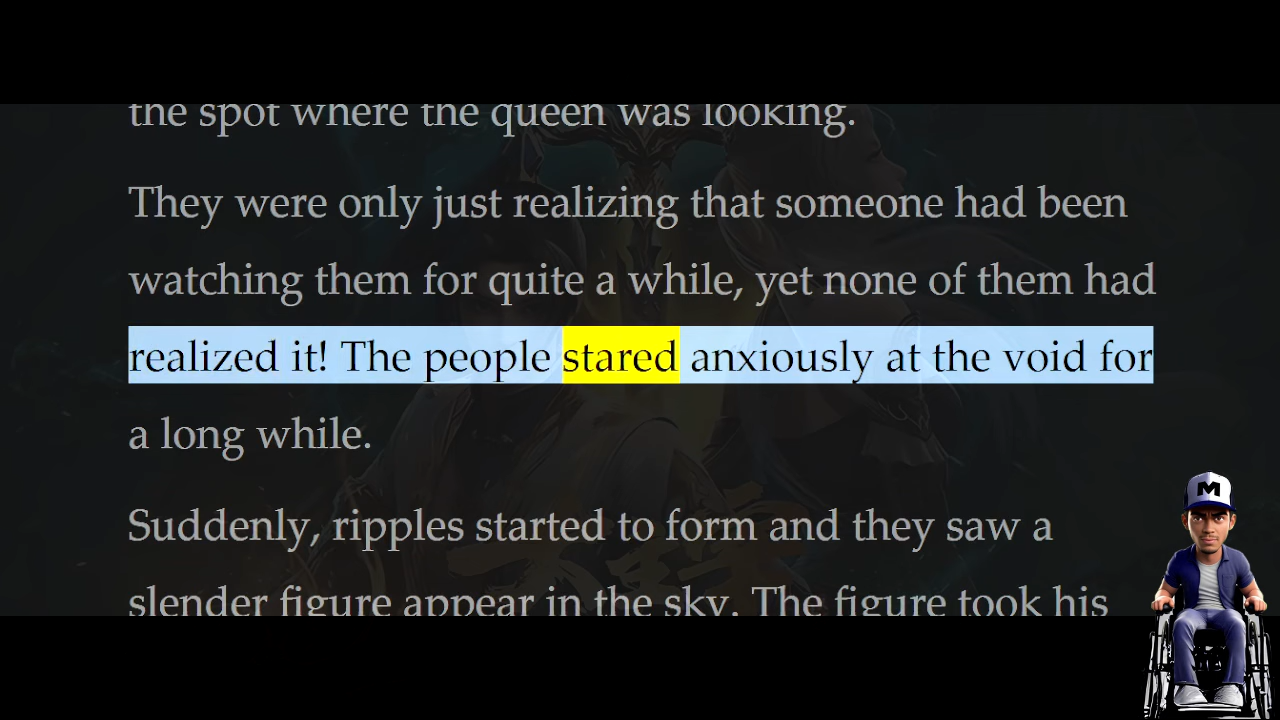 the spot where the queen was looking.
They were only just realizing that someone had been
watching them for quite a while, yet none of them had
realized it! The people stared anxiously at the void for
a long while.
Suddenly, ripples started to form and they saw a
slender figure appear in the sky. The figure took his
M
M